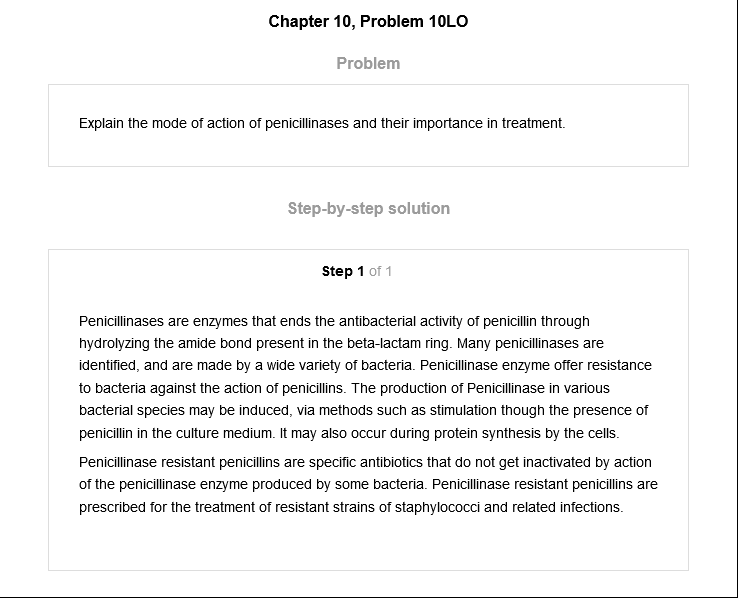 Chapter 10, Problem 10LO
Problem
Explain the mode of action of penicillinases and their importance in treatment.
Step-by-step solution
Step 1 of 1
Penicillinases are enzymes that ends the antibacterial activity of penicillin through
hydrolyzing the amide bond present in the beta-lactam ring. Many penicillinases are
identified, and are made by a wide variety of bacteria. Penicillinase enzyme offer resistance
to bacteria against the action of penicillins. The production of Penicillinase in various
bacterial species may be induced, via methods such as stimulation though the presence of
penicillin in the culture medium. It may also occur during protein synthesis by the cells.
Penicillinase resistant penicillins are specific antibiotics that do not get inactivated by action
of the penicillinase enzyme produced by some bacteria. Penicillinase resistant penicillins are
prescribed for the treatment of resistant strains of staphylococci and related infections.